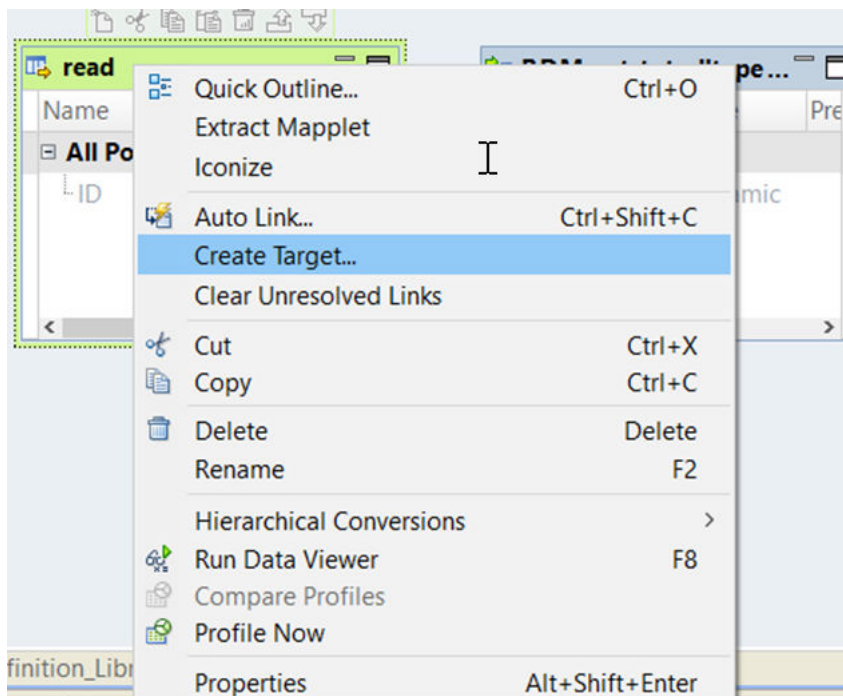 read
pe...
Name
Pre
All Po
ID
amic
Quick Outline... Ctrl+O
Extract Mapplet
Iconize
Auto Link... Ctrl+Shift+C
Create Target...
Clear Unresolved Links
Cut Ctrl+X
Copy Ctrl+C
Delete Delete
Rename F2
Hierarchical Conversions
Run Data Viewer F8
Compare Profiles
Profile Now
Properties Alt+Shift+Enter
finition_Libr